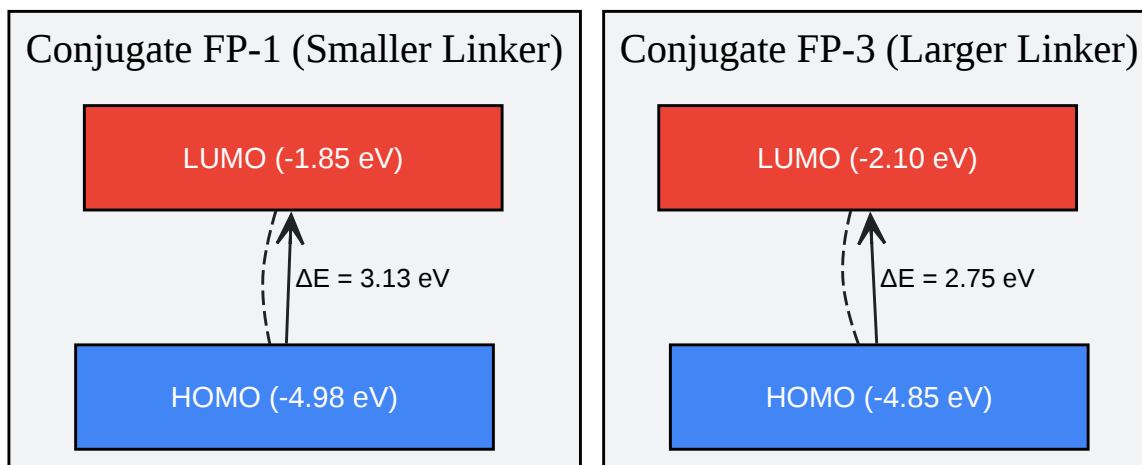 Conjugate FP-1 (Smaller Linker)
LUMO (-1.85 eV)
ΔE = 3.13 eV
HOMO (-4.98 eV)
Conjugate FP-3 (Larger Linker)
LUMO (-2.10 eV)
ΔE = 2.75 eV
HOMO (-4.85 eV)